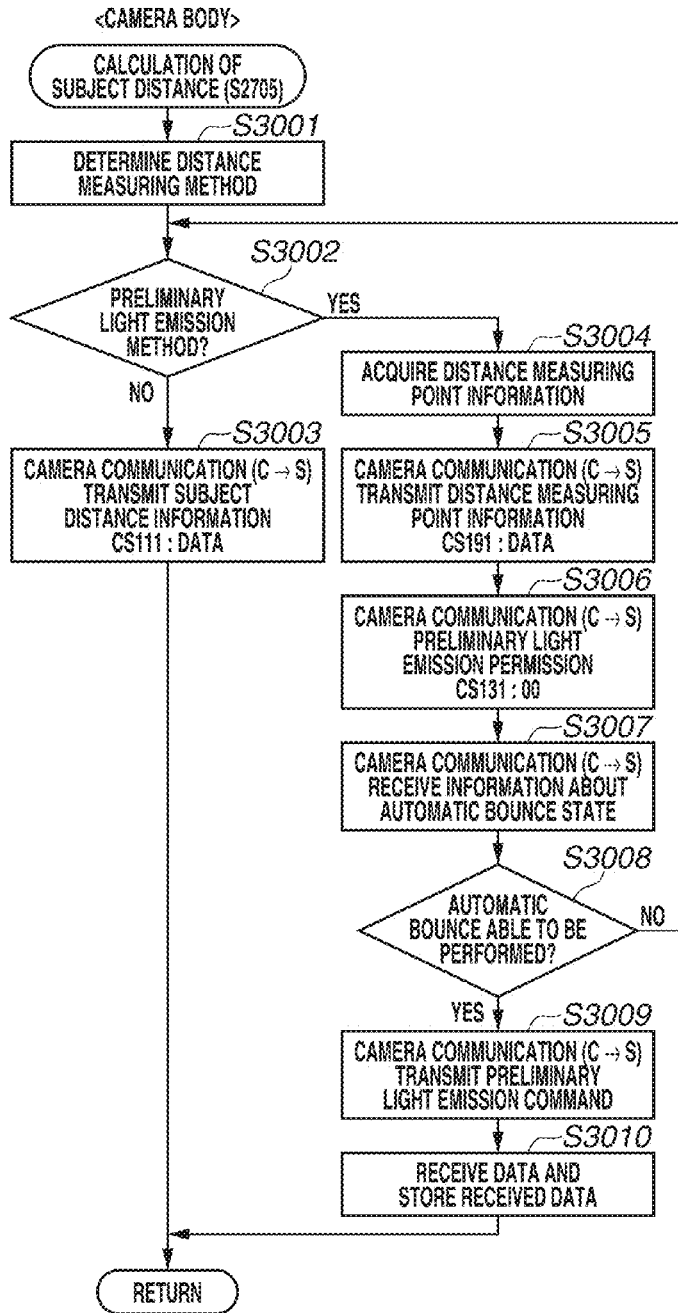 <CAMERA BODY>
CALCULATION OF
SUBJECT DISTANCE (S2705)
S3001
DETERMINE DISTANCE
MEASURING METHOD
S3002
PRELIMINARY
LIGHT EMISSION
METHOD?
YES
NO
S3003
CAMERA COMMUNICATION (C → S)
TRANSMIT SUBJECT
DISTANCE INFORMATION
CS111 : DATA
S3004
ACQUIRE DISTANCE MEASURING
POINT INFORMATION
S3005
CAMERA COMMUNICATION (C → S)
TRANSMIT DISTANCE MEASURING
POINT INFORMATION
CS191 : DATA
S3006
CAMERA COMMUNICATION (C → S)
PRELIMINARY LIGHT
EMISSION PERMISSION
CS131 : 00
S3007
CAMERA COMMUNICATION (C → S)
RECEIVE INFORMATION ABOUT
AUTOMATIC BOUNCE STATE
S3008
AUTOMATIC
BOUNCE ABLE TO BE
PERFORMED?
NO
YES
S3009
CAMERA COMMUNICATION (C → S)
TRANSMIT PRELIMINARY
LIGHT EMISSION COMMAND
S3010
RECEIVE DATA AND
STORE RECEIVED DATA
RETURN